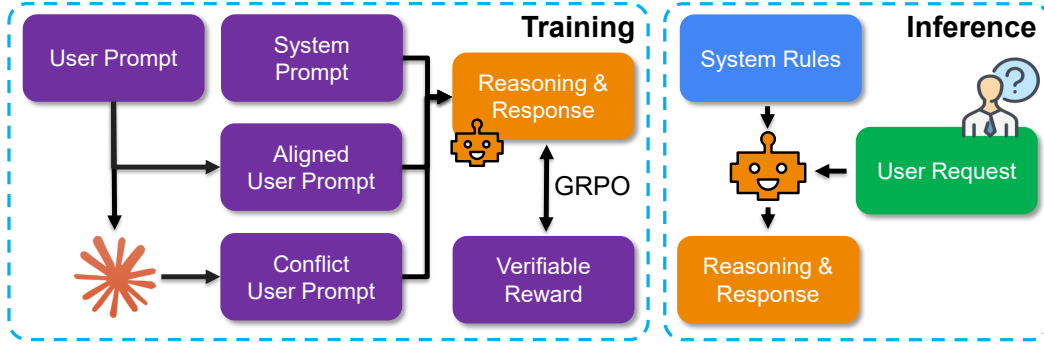 Training
User Prompt
System
Prompt
Reasoning &
Response
Aligned
User Prompt
GRPO
Conflict
User Prompt
Verifiable
Reward
Inference
System Rules
?
User Request
Reasoning &
Response